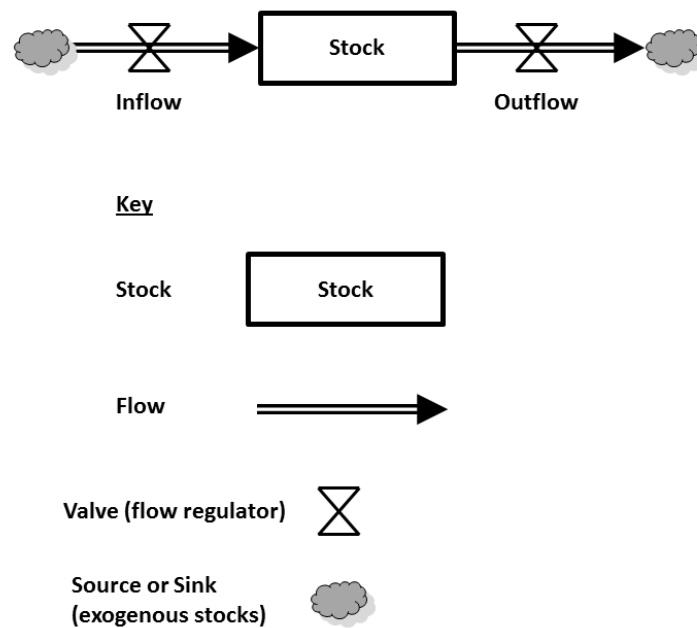 Stock
Inflow
Outflow
Key
Stock
Stock
Flow
Valve (flow regulator)
Source or Sink
(exogenous stocks)